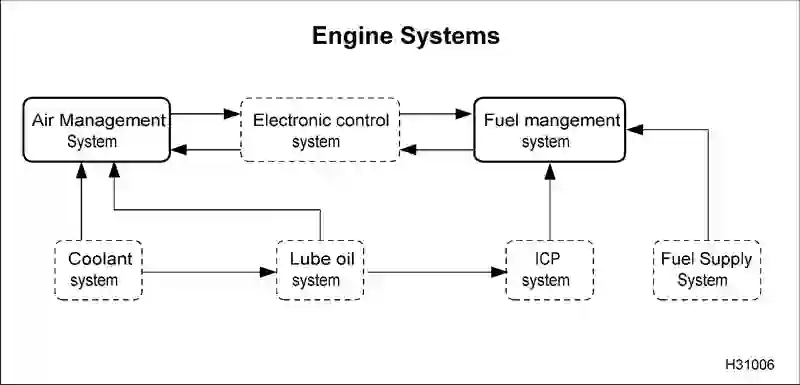 Engine Systems
Air Management
System
Electronic control
system
Fuel mangement
system
Coolant
system
Lube oil
system
ICP
system
Fuel Supply
System
H31006